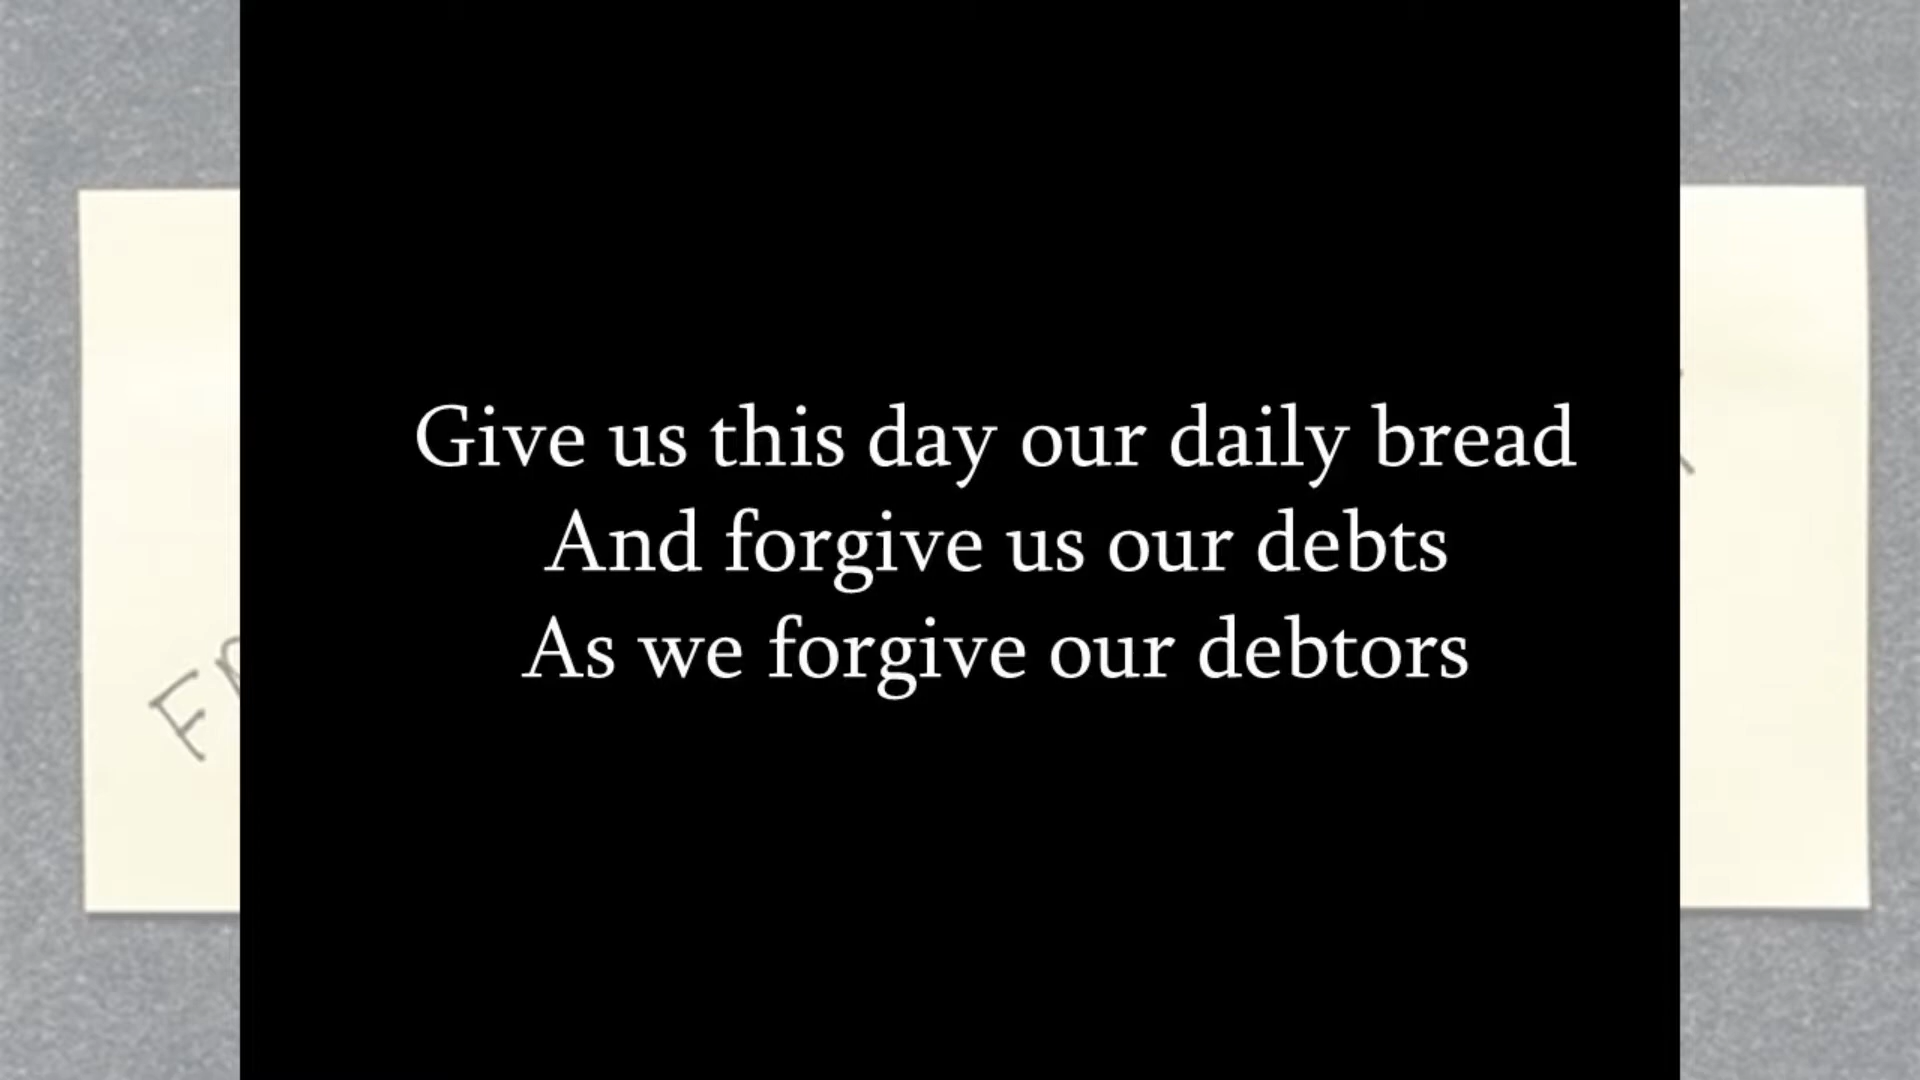 Give us this day our daily bread
And forgive us our debts
As we forgive our debtors